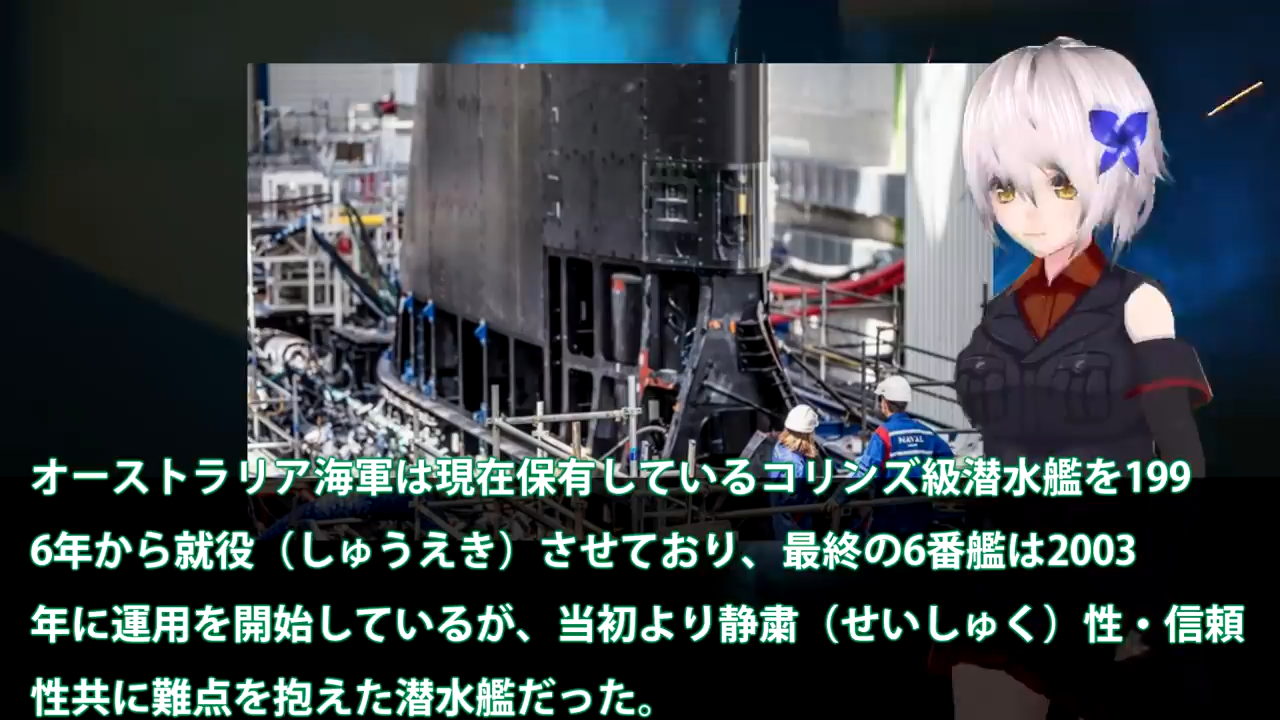 NAVAL
オーストラリア海軍は現在保有しているコリンズ級潜水艦を199
6年から就役（しゅうえき）させており、最終の6番艦は2003
年に運用を開始しているが、当初より静粛（せいしゅく）性・信頼
性共に難点を抱えた潜水艦だった。